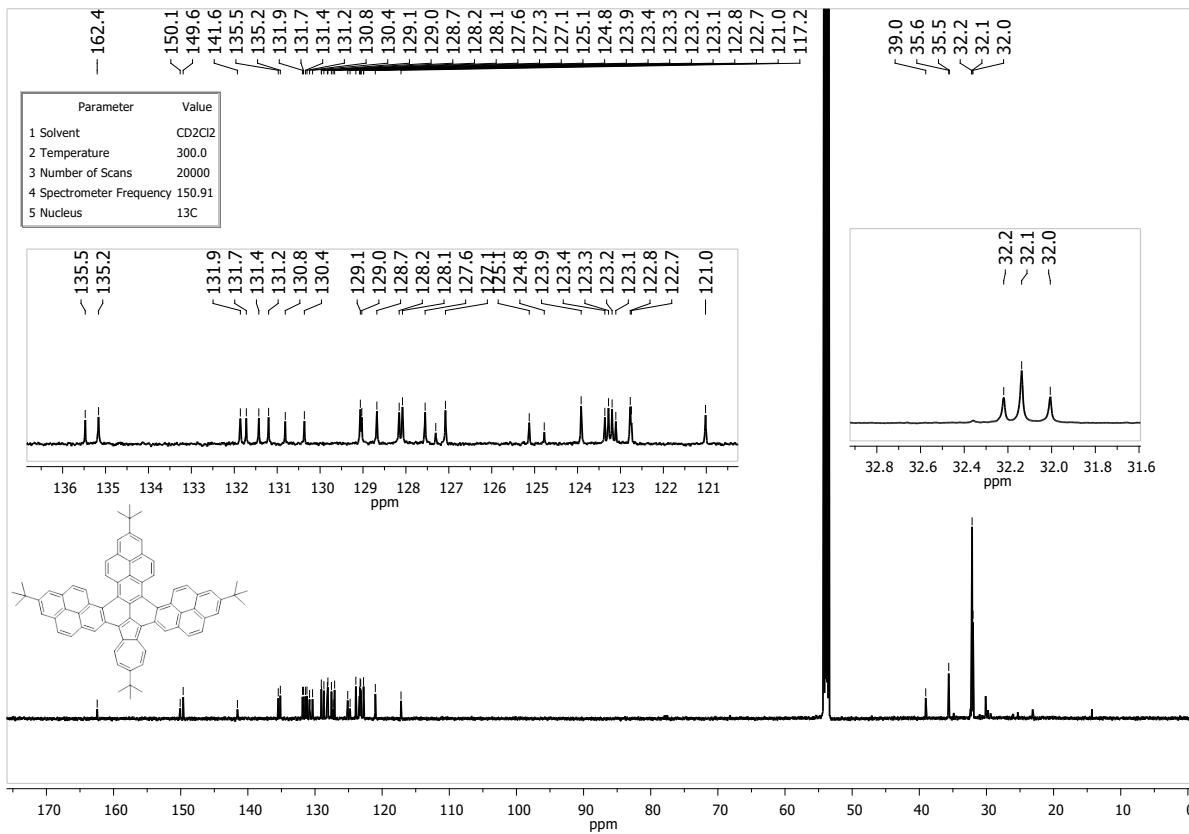 162.4 150.1 149.6 141.6 135.5 135.2 131.9 131.7 131.4 131.2 130.8 130.4 129.1 129.0 128.7 128.2 128.1 127.6 127.3 127.1 125.1 124.8 123.9 123.4 123.3 123.2 123.1 122.8 122.7 121.0 117.2 39.0 35.6 35.5 32.2 32.1 32.0
Parameter Value
1 Solvent CD2Cl2
2 Temperature 300.0
3 Number of Scans 20000
4 Spectrometer Frequency 150.91
5 Nucleus 13C
135.5 135.2 131.9 131.7 131.4 131.2 130.8 130.4 129.1 129.0 128.7 128.2 128.1 127.6 127.1 125.1 124.8 123.9 123.4 123.3 123.2 123.1 122.8 122.7 121.0
136 135 134 133 132 131 130 129 128 127 126 125 124 123 122 121
ppm
32.2 32.1 32.0
32.8 32.6 32.4 32.2 32.0 31.8 31.6
ppm
170 160 150 140 130 120 110 100 90 80 70 60 50 40 30 20 10 0
ppm